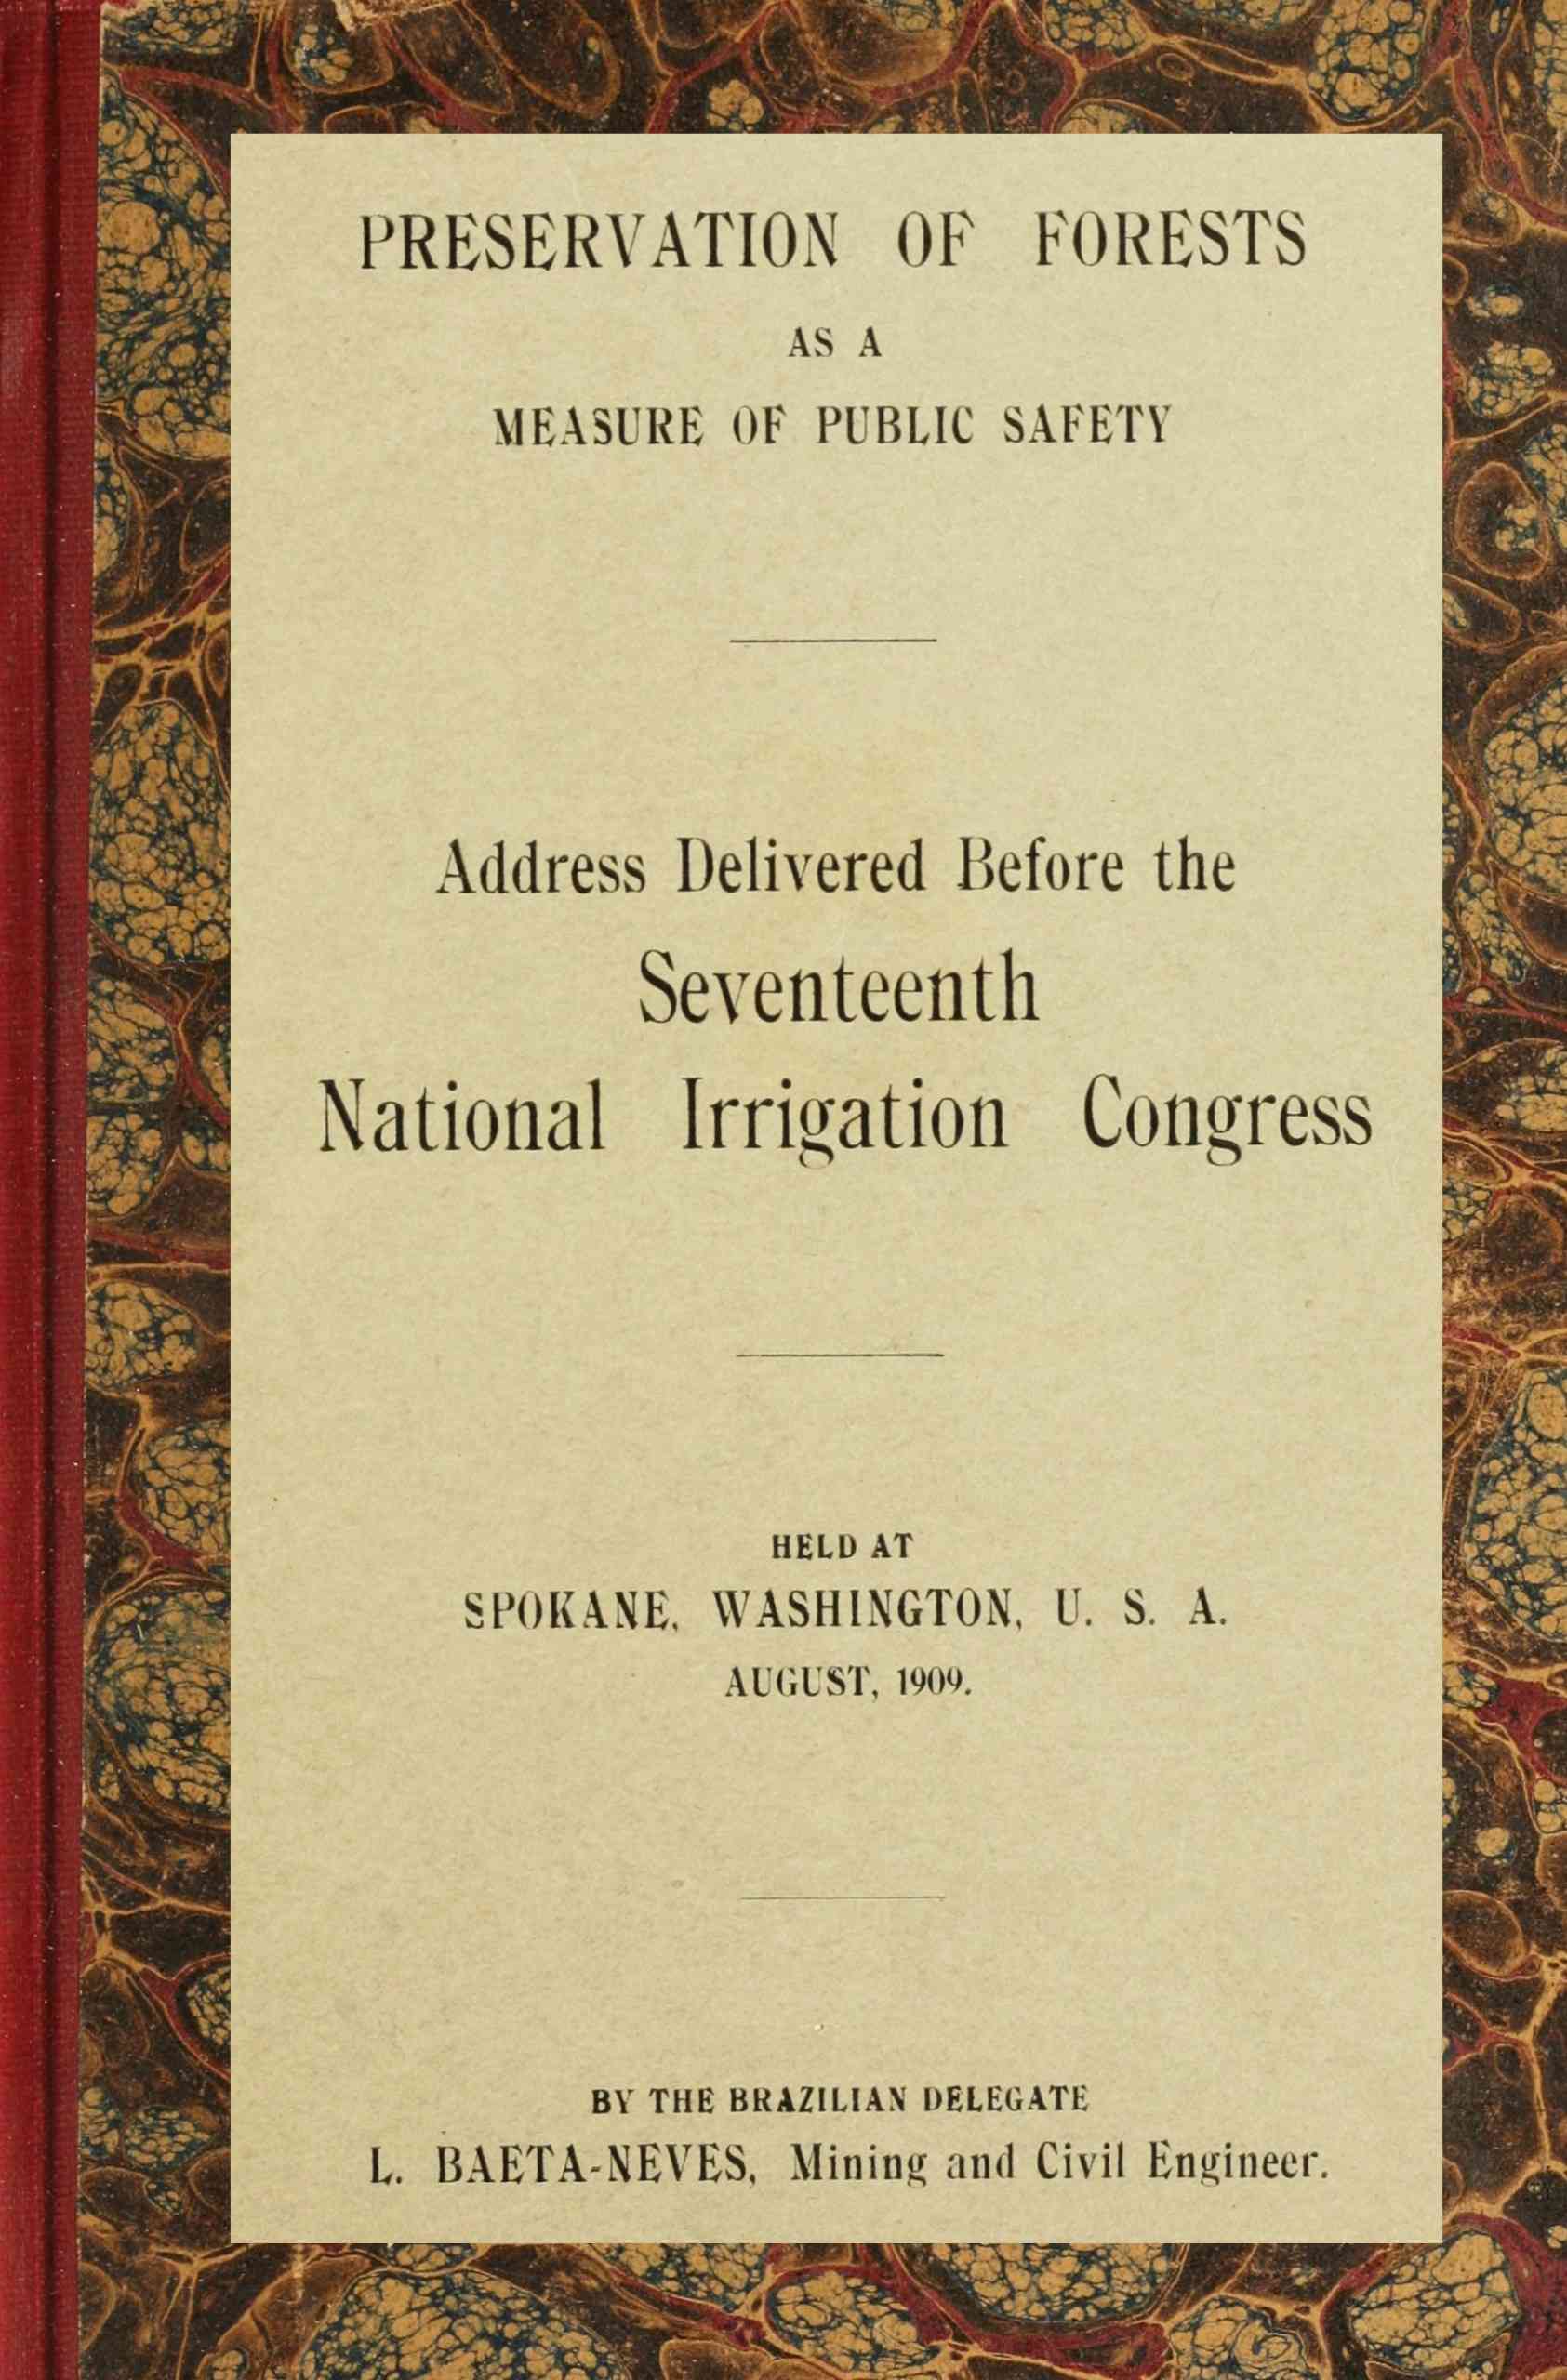 PRESERVATION OF FORESTS
AS A
MEASURE OF PUBLIC SAFETY
Address Delivered Before the
Seventeenth
National Irrigation Congress
HELD AT
SPOKANE, WASHINGTON, U. S. A.
AUGUST, 1909.
BY THE BRAZILIAN DELEGATE
L. BAETA-NEVES, Mining and Civil Engineer.